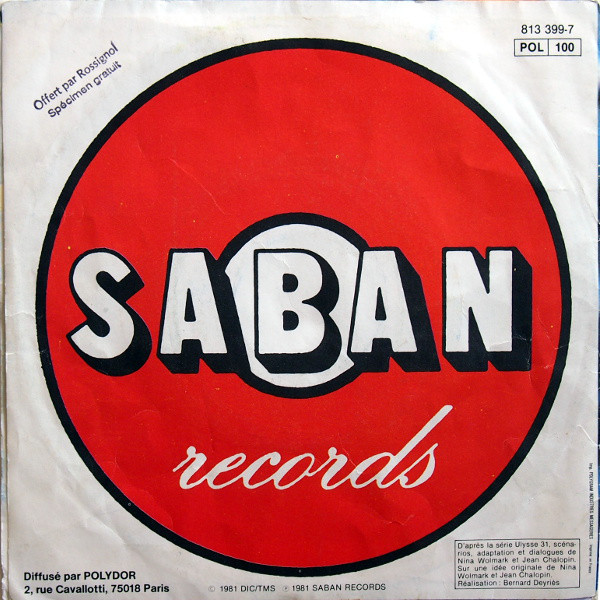 813 399-7
POL 100
Offert par Rossignol
Spécimen gratuit
SABAN
records
D'après la série Ulysse 31, scéna-
rios, adaptation et dialogues de
Nina Wolmark et Jean Chalopin.
Sur une idée originale de Nina
Wolmark et Jean Chalopin.
Réalisation : Bernard Deyriès
Diffusé par POLYDOR
2, rue Cavallotti, 75018 Paris
© 1981 DIC/TMS ℗ 1981 SABAN RECORDS